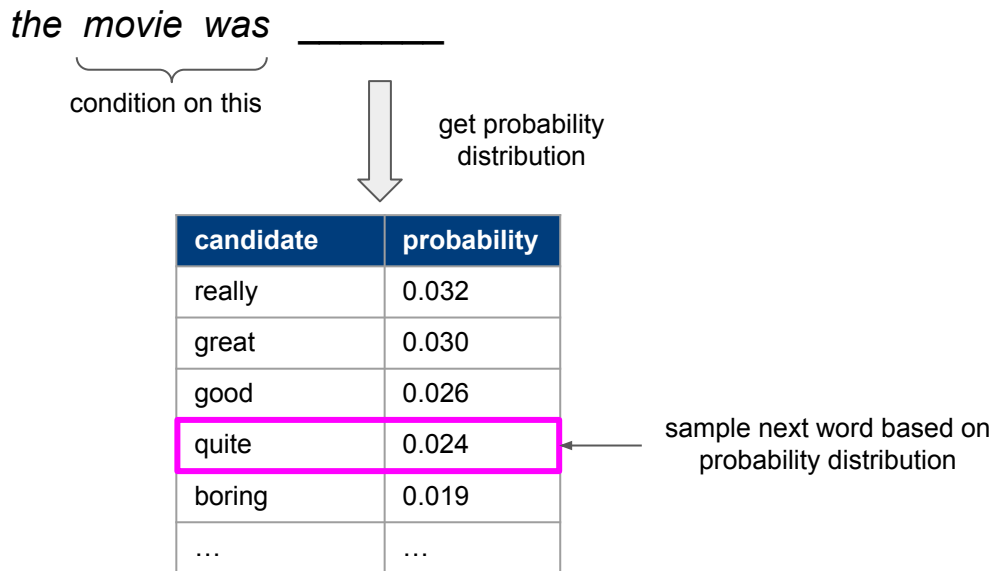 the movie was ______
condition on this
get probability
distribution
candidate probability
really 0.032
great 0.030
good 0.026
quite 0.024
sample next word based on
probability distribution
boring 0.019
… …